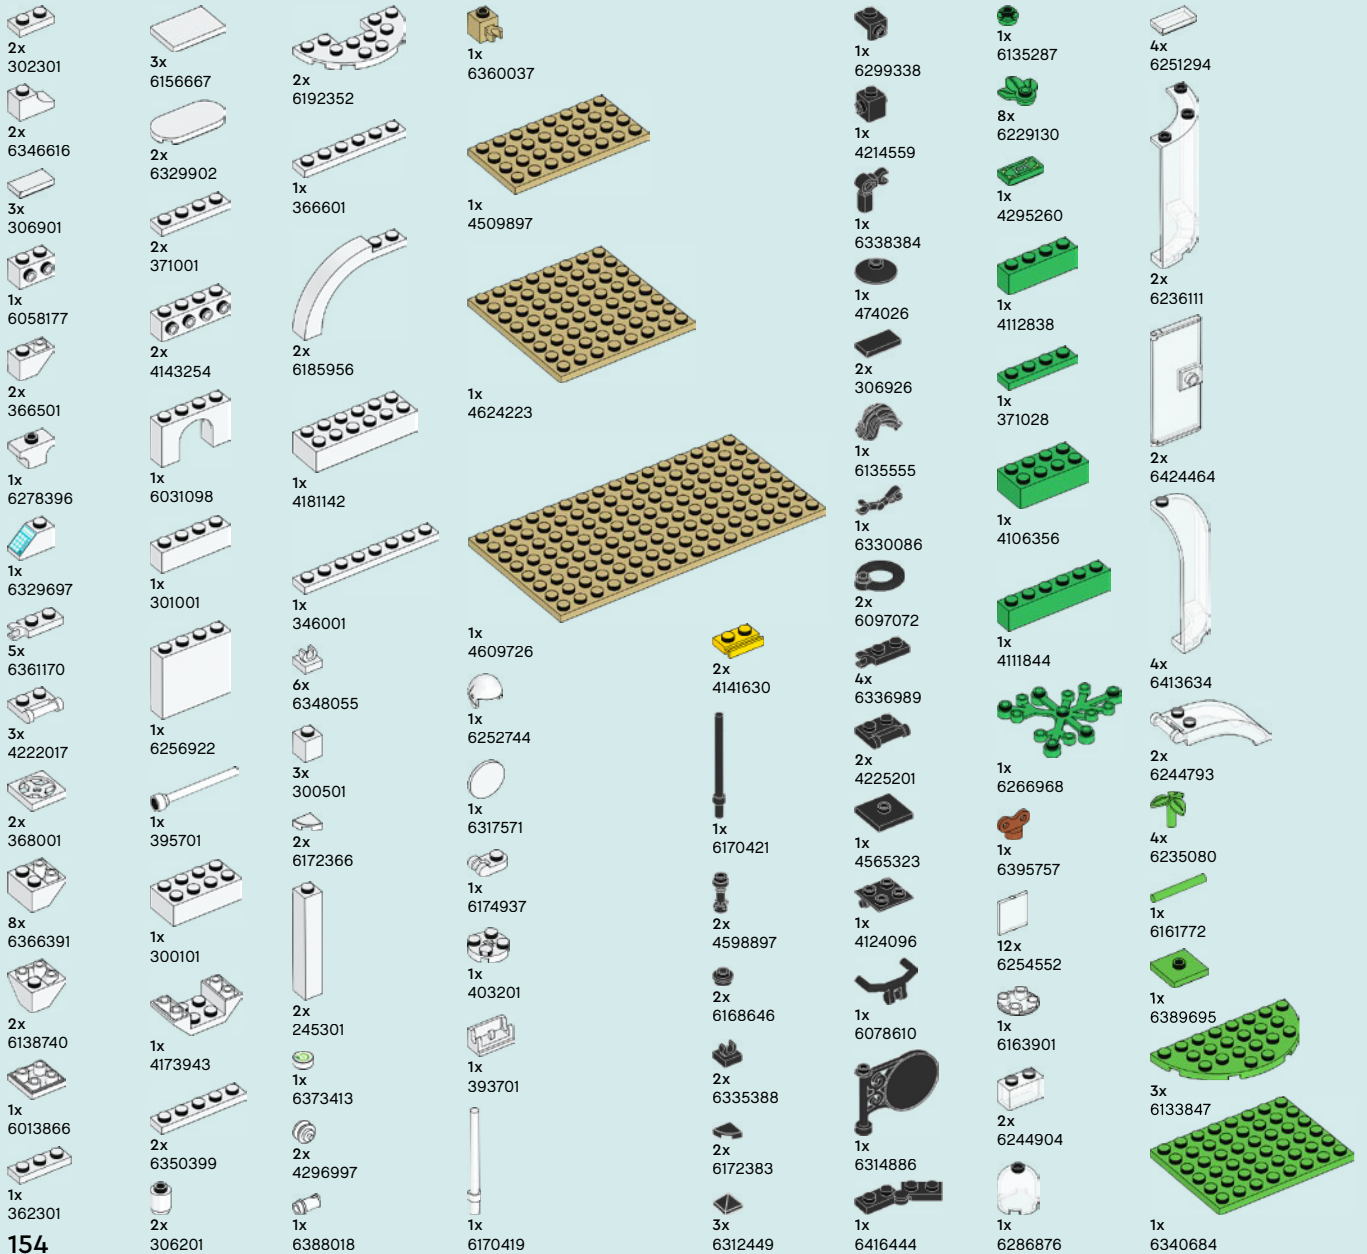 2x
302301
2x
6346616
3x
306901
1x
6058177
2x
366501
1x
6278396
1x
6329697
5x
6361170
3x
4222017
2x
368001
8x
6366391
2x
6138740
1x
6013866
1x
362301
154
3x
6156667
2x
6329902
2x
371001
2x
4143254
1x
6031098
1x
301001
1x
6256922
1x
395701
1x
300101
1x
4173943
2x
6350399
2x
306201
2x
6192352
1x
366601
2x
6185956
1x
4181142
1x
346001
6x
6348055
3x
300501
2x
6172366
2x
245301
1x
6373413
2x
4296997
1x
6388018
1x
6360037
1x
4509897
1x
4624223
1x
4609726
1x
6252744
1x
6317571
1x
6174937
1x
403201
1x
393701
1x
6170419
2x
4141630
1x
6170421
2x
4598897
2x
6168646
2x
6335388
2x
6172383
3x
6312449
1x
6299338
1x
4214559
1x
6338384
1x
474026
2x
306926
1x
6135555
1x
6330086
2x
6097072
4x
6336989
2x
4225201
1x
4565323
1x
4124096
1x
6078610
1x
6314886
1x
6416444
1x
6135287
8x
6229130
1x
4295260
1x
4112838
1x
371028
1x
4106356
1x
4111844
1x
6266968
1x
6395757
12x
6254552
1x
6163901
2x
6244904
1x
6286876
4x
6251294
2x
6236111
2x
6424464
4x
6413634
2x
6244793
4x
6235080
1x
6161772
1x
6389695
3x
6133847
1x
6340684